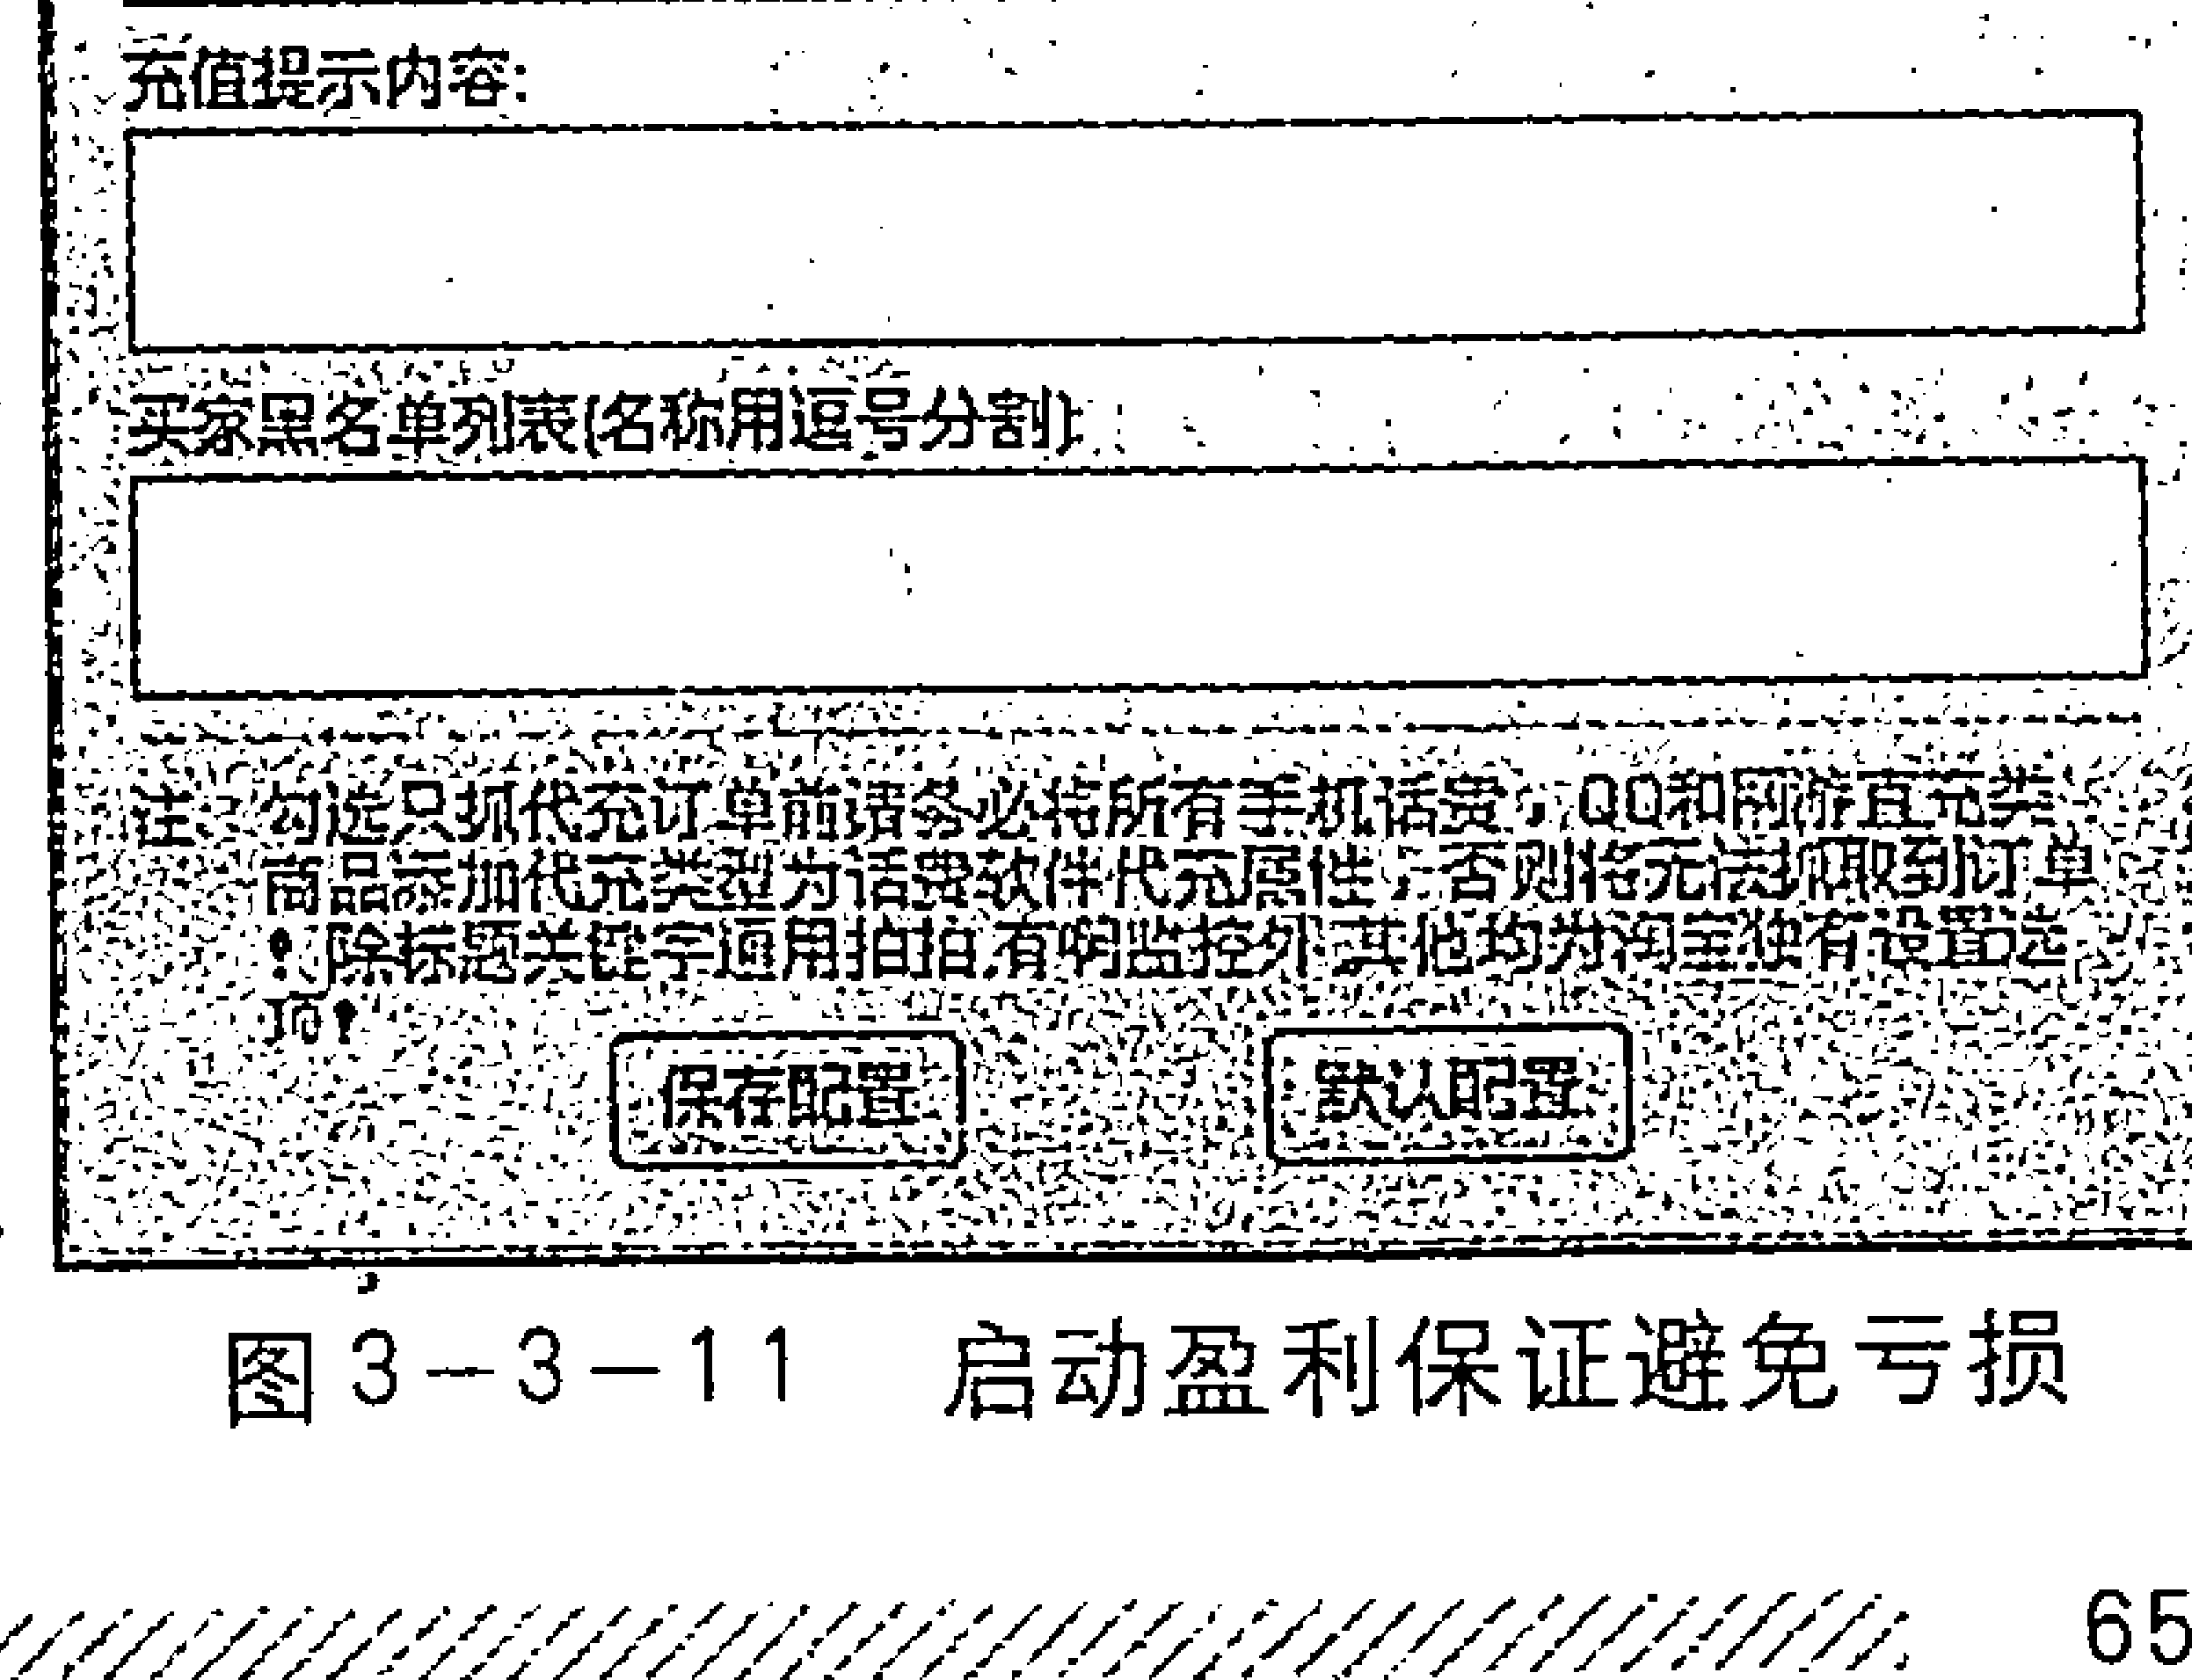 充值提示内容:
买家黑名单列表(名称用逗号分割):
注: 勾选只抓代充订单前请务必将所有手机话费，QQ和网游直充类
商品添加代充类型为话费软件代充属性，否则将无法抓取到订单
！除标题关键字通用拍拍,有啊监控外,其他均为淘宝独有设置选
项！
保存配置 默认配置
图3-3-11 启动盈利保证避免亏损
65